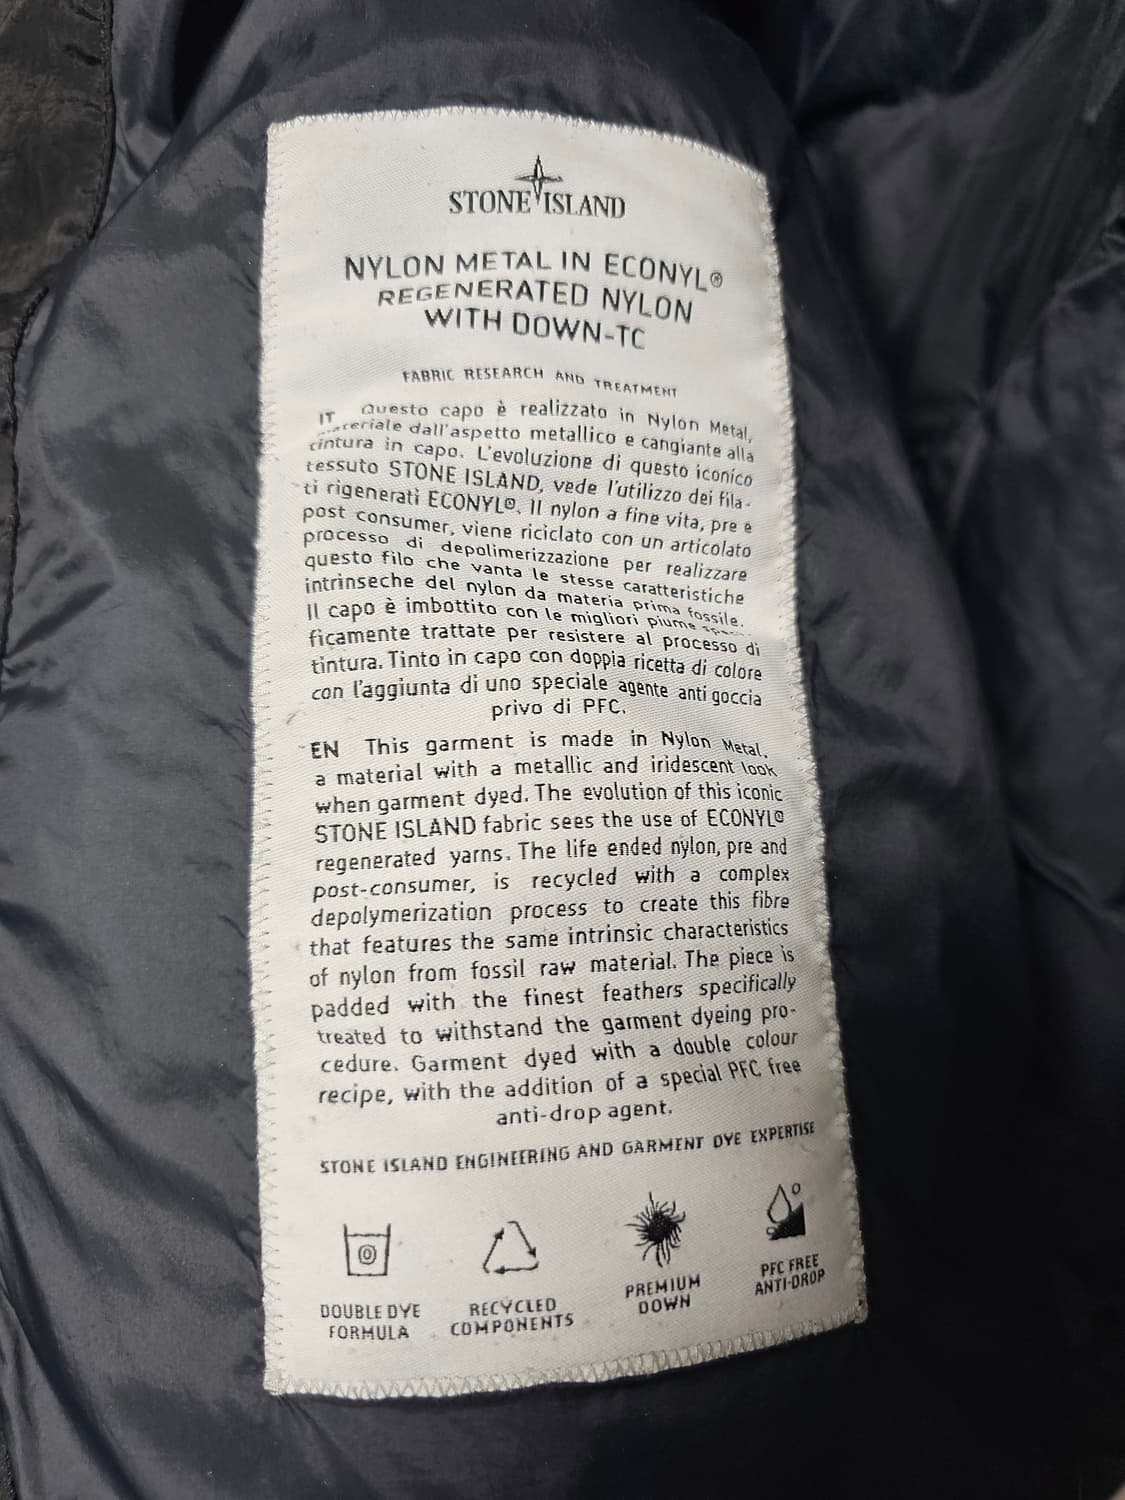 STONE ISLAND
NYLON METAL IN ECONYL®
REGENERATED NYLON
WITH DOWN-TC
FABRIC RESEARCH AND TREATMENT
IT Questo capo è realizzato in Nylon Metal,
materiale dall'aspetto metallico e cangiante alla
tintura in capo. L'evoluzione di questo iconico
tessuto STONE ISLAND, vede l'utilizzo dei fila-
ti rigenerati ECONYL®. Il nylon a fine vita, pre e
post consumer, viene riciclato con un articolato
processo di depolimerizzazione per realizzare
questo filo che vanta le stesse caratteristiche
intrinseche del nylon da materia prima fossile.
Il capo è imbottito con le migliori piume
ficamente trattate per resistere al processo di
tintura. Tinto in capo con doppia ricetta di colore
con l'aggiunta di uno speciale agente anti goccia
privo di PFC.
EN This garment is made in Nylon Metal,
a material with a metallic and iridescent look
when garment dyed. The evolution of this iconic
STONE ISLAND fabric sees the use of ECONYL®
regenerated yarns. The life ended nylon, pre and
post-consumer, is recycled with a complex
depolymerization process to create this fibre
that features the same intrinsic characteristics
of nylon from fossil raw material. The piece is
padded with the finest feathers specifically
treated to withstand the garment dyeing pro-
cedure. Garment dyed with a double colour
recipe, with the addition of a special PFC free
anti-drop agent.
STONE ISLAND ENGINEERING AND GARMENT DYE EXPERTISE
DOUBLE DYE
FORMULA
RECYCLED
COMPONENTS
PREMIUM
DOWN
PFC FREE
ANTI-DROP